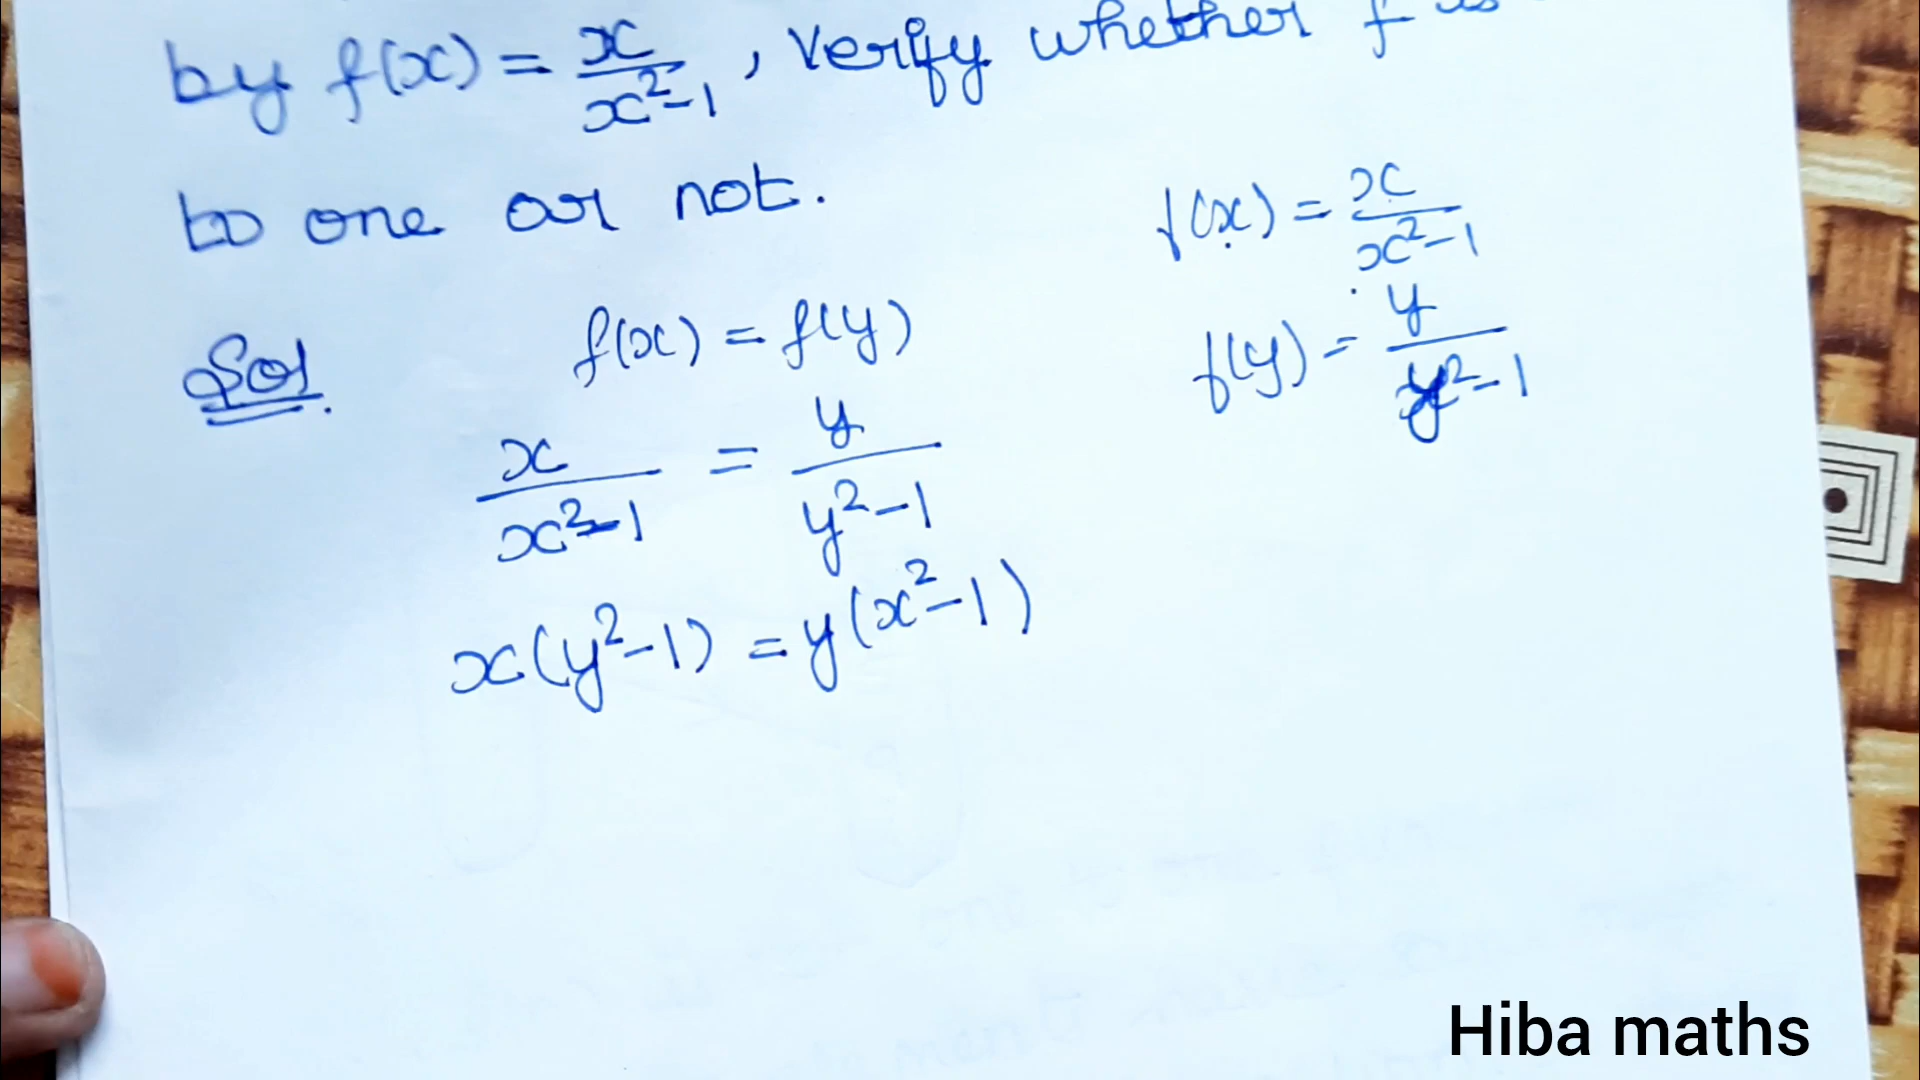 by f(x) = x/(x²-1), Verify whether f is
to one or not.
f(x) = x/(x²-1)
f(y) = y/(y²-1)
Sol.
f(x) = f(y)
x/(x²-1) = y/(y²-1)
x(y²-1) = y(x²-1)
Hiba maths